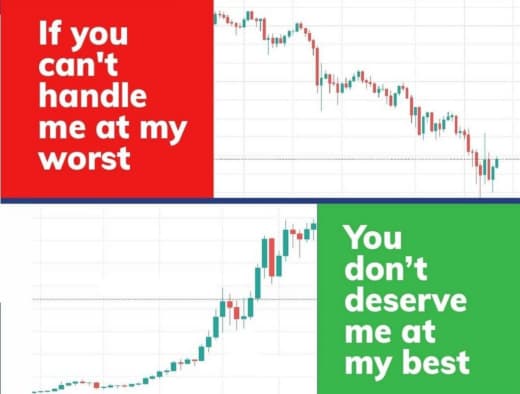 If you
can't
handle
me at my
worst
You
don’t
deserve
me at
my best